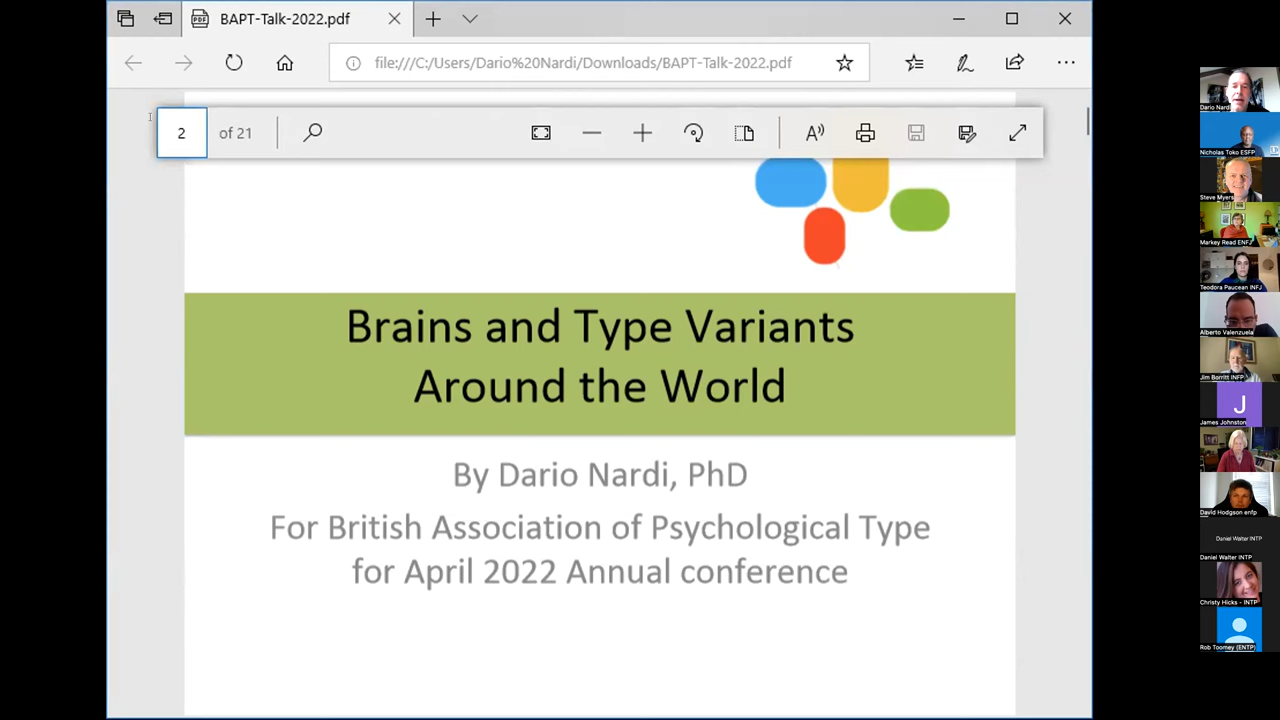 BAPT-Talk-2022.pdf
file:///C:/Users/Dario%20Nardi/Downloads/BAPT-Talk-2022.pdf
2 of 21
Brains and Type Variants
Around the World
By Dario Nardi, PhD
For British Association of Psychological Type
for April 2022 Annual conference
Dario Nardi
Nicholas Toko ESFP
Steve Myers
Markey Read ENFJ
Teodora Paucean INFJ
Alberto Valenzuela
Jim Borritt INFP
J
James Johnston
David Hodgson enfp
Daniel Walter INTP
Daniel Walter INTP
Christy Hicks - INTP
Rob Toomey (ENTP)